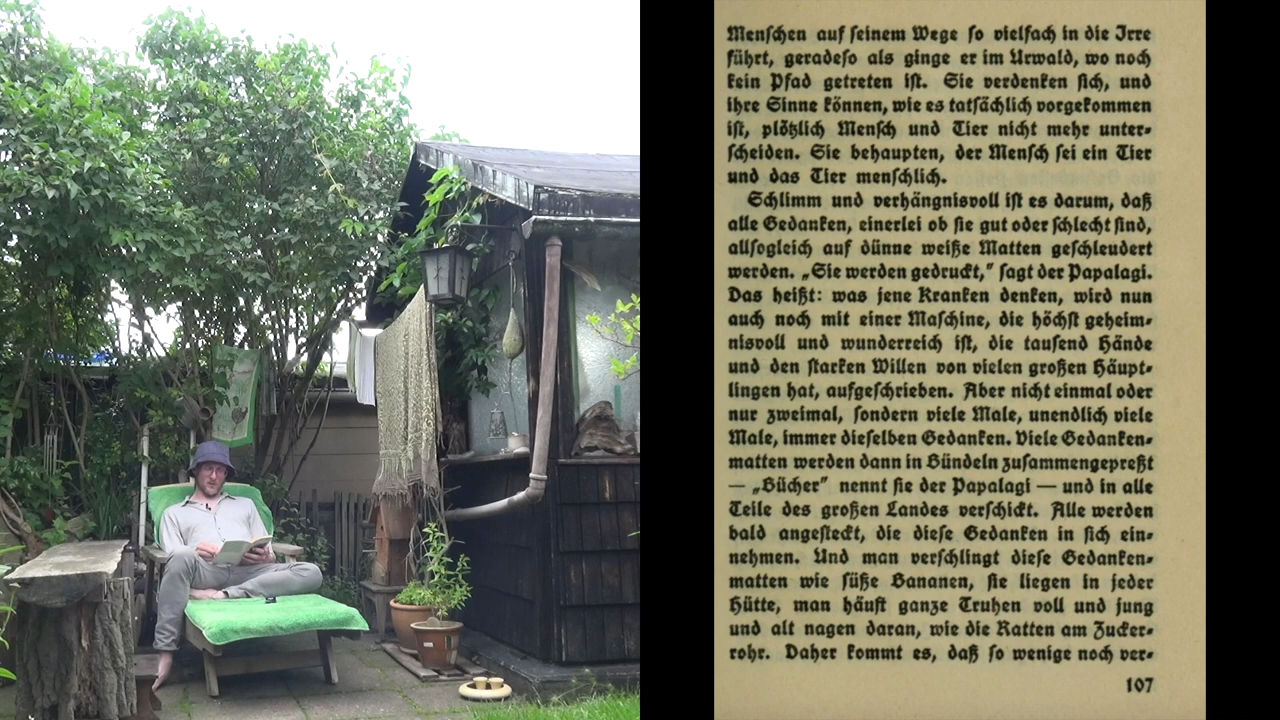 Menschen auf seinem Wege so vielfach in die Irre
führt, geradeso als ginge er im Urwald, wo noch
kein Pfad getreten ist. Sie verdenken sich, und
ihre Sinne können, wie es tatsächlich vorgekommen
ist, plötzlich Mensch und Tier nicht mehr unter-
scheiden. Sie behaupten, der Mensch sei ein Tier
und das Tier menschlich.
Schlimm und verhängnisvoll ist es darum, daß
alle Gedanken, einerlei ob sie gut oder schlecht sind,
allsogleich auf dünne weiße Matten geschleudert
werden. „Sie werden gedruckt,“ sagt der Papalagi.
Das heißt: was jene Kranken denken, wird nun
auch noch mit einer Maschine, die höchst geheim-
nisvoll und wunderreich ist, die tausend Hände
und den starken Willen von vielen großen Häupt-
lingen hat, aufgeschrieben. Aber nicht einmal oder
nur zweimal, sondern viele Male, unendlich viele
Male, immer dieselben Gedanken. Viele Gedanken-
matten werden dann in Bündeln zusammengepreßt
— „Bücher“ nennt sie der Papalagi — und in alle
Teile des großen Landes verschickt. Alle werden
bald angesteckt, die diese Gedanken in sich ein-
nehmen. Und man verschlingt diese Gedanken-
matten wie süße Bananen, sie liegen in jeder
Hütte, man häuft ganze Truhen voll und jung
und alt nagen daran, wie die Ratten am Zucker-
rohr. Daher kommt es, daß so wenige noch ver-
107